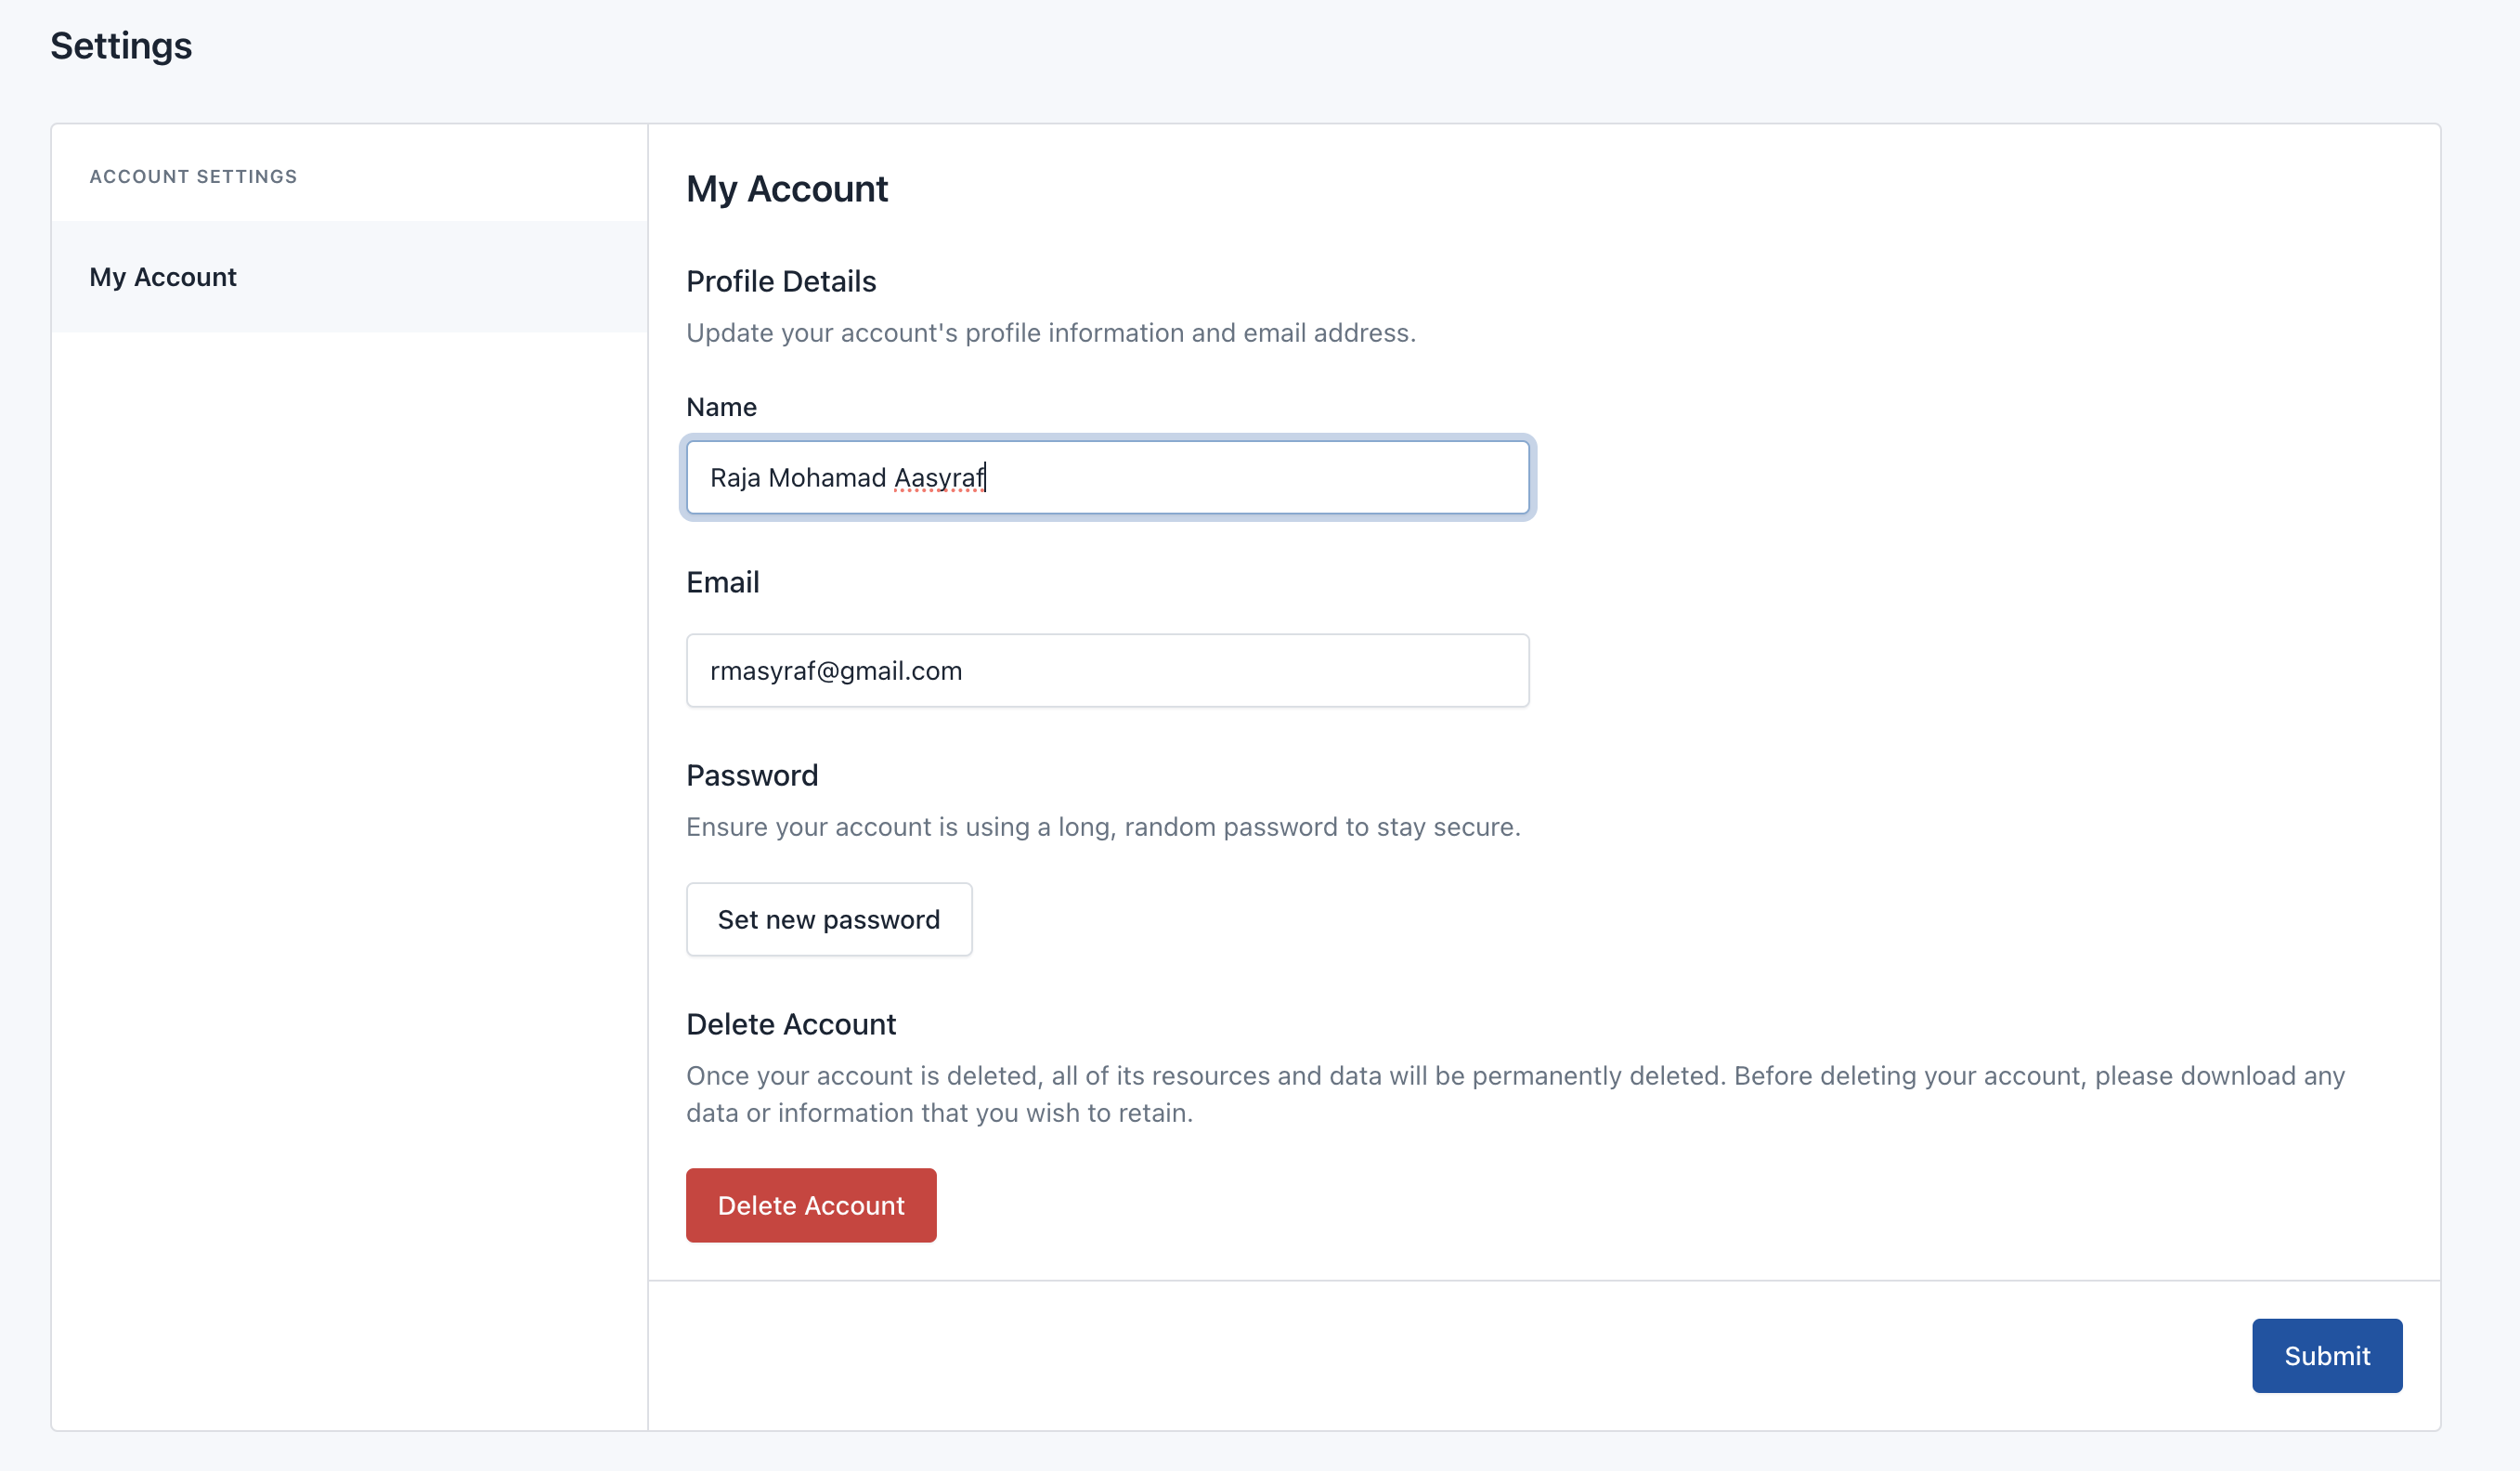 Settings
ACCOUNT SETTINGS
My Account
My Account
Profile Details
Update your account's profile information and email address.
Name
Raja Mohamad Aasyraf
Email
rmasyraf@gmail.com
Password
Ensure your account is using a long, random password to stay secure.
Set new password
Delete Account
Once your account is deleted, all of its resources and data will be permanently deleted. Before deleting your account, please download any
data or information that you wish to retain.
Delete Account
Submit